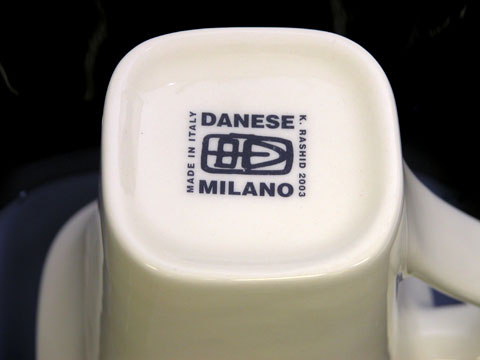 DANESE
MADE IN ITALY
K. RASHID 2003
MILANO